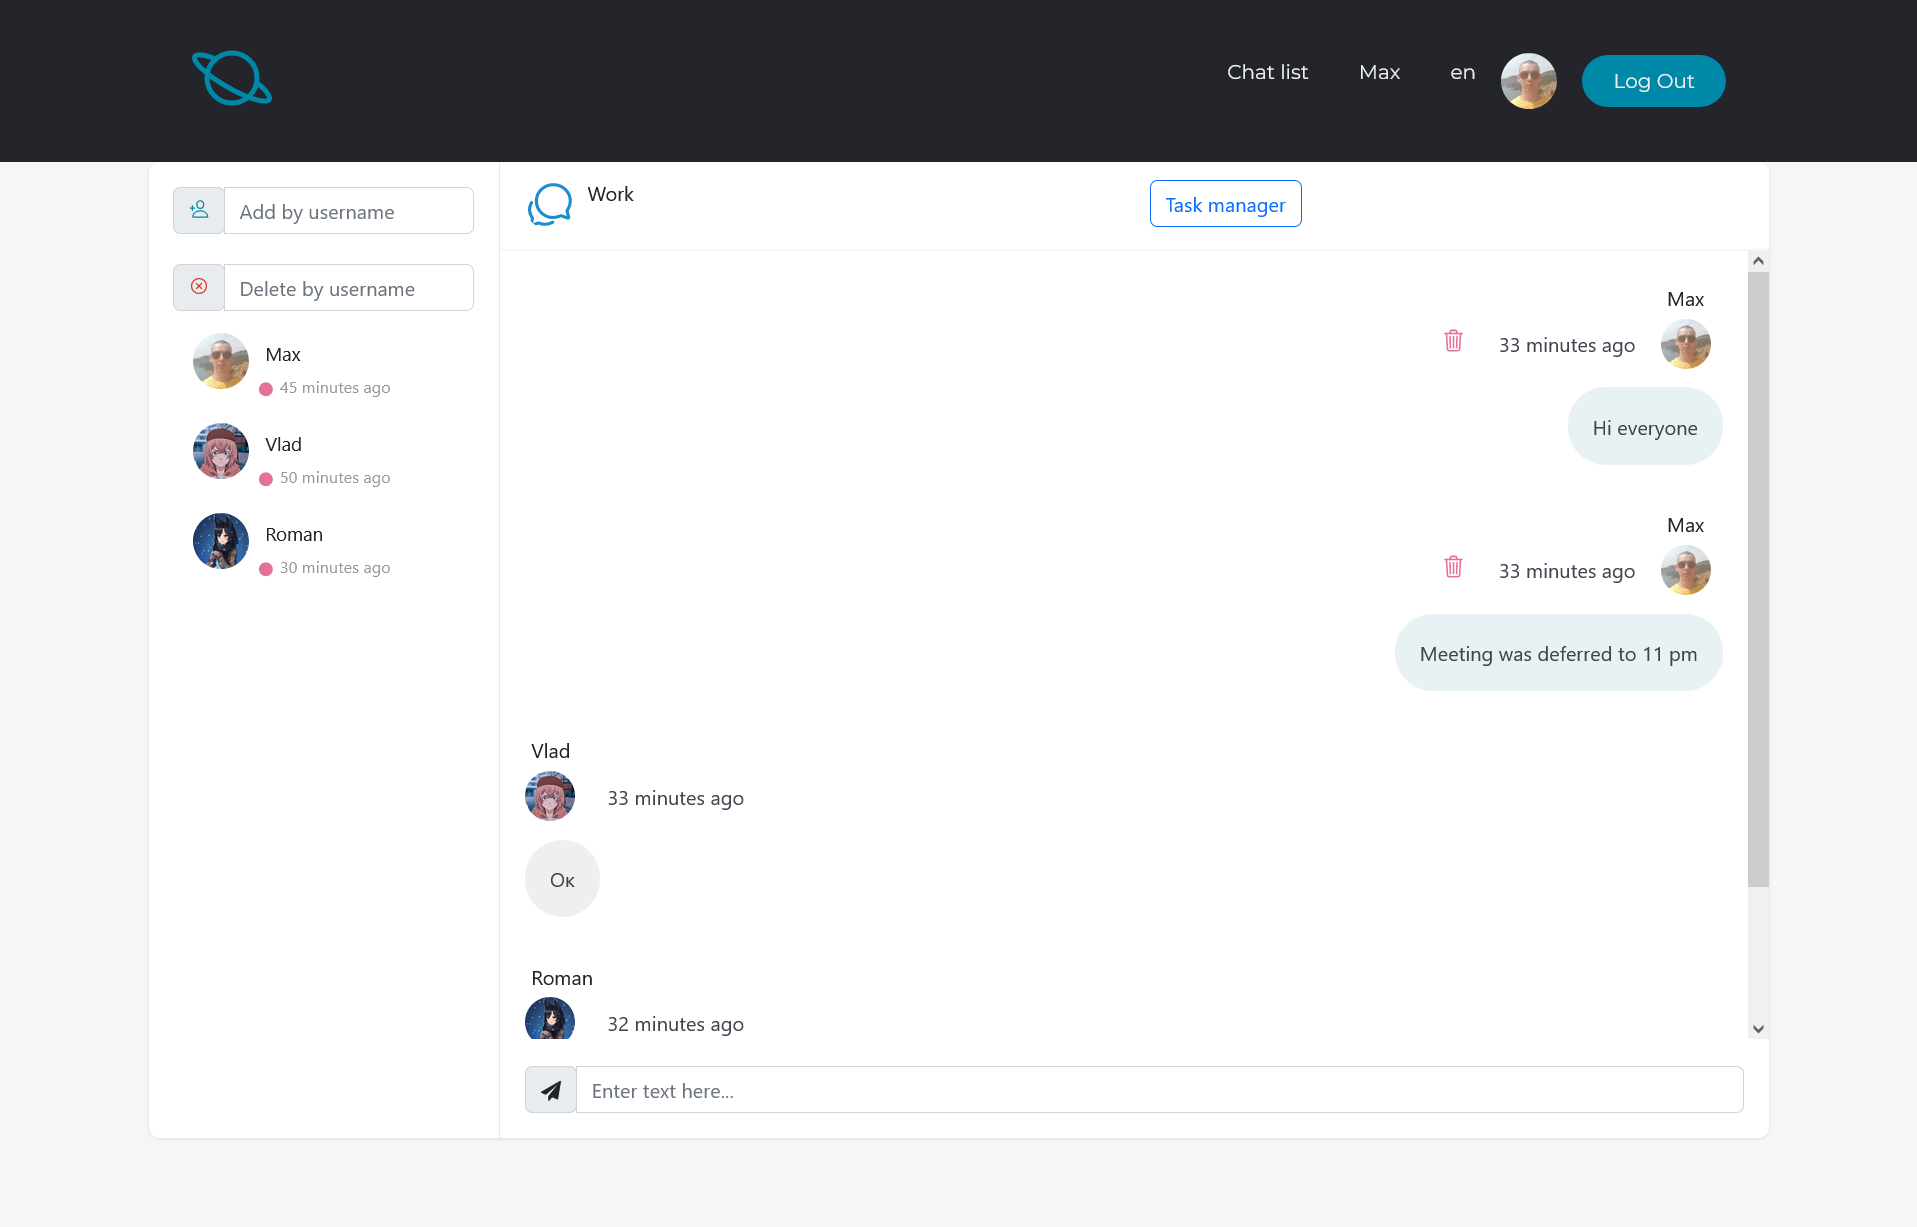 Chat list
Max
en
Log Out
Add by username
Delete by username
Max
45 minutes ago
Vlad
50 minutes ago
Roman
30 minutes ago
Work
Task manager
Max
33 minutes ago
Hi everyone
Max
33 minutes ago
Meeting was deferred to 11 pm
Vlad
33 minutes ago
Ок
Roman
32 minutes ago
Enter text here...